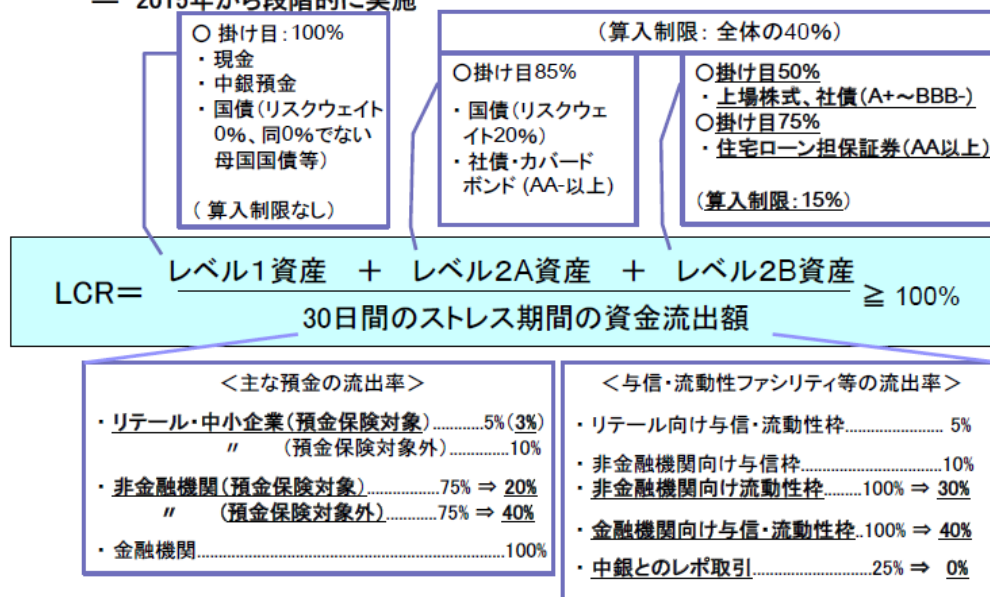 ― 2015年から段階的に実施
○ 掛け目：100%
・ 現金
・ 中銀預金
・ 国債（リスクウェイト
0%、同0%でない
母国国債等）
（ 算入制限なし）
（算入制限： 全体の40%）
○掛け目85%
・ 国債（リスクウェ
イト20%）
・ 社債・カバード
ボンド （AA-以上）
○掛け目50%
・上場株式、社債（A+～BBB-）
○掛け目75%
・住宅ローン担保証券（AA以上）
（算入制限：15%）
レベル１資産 ＋ レベル２A資産 ＋ レベル２B資産
LCR＝ ≧ 100%
30日間のストレス期間の資金流出額
＜主な預金の流出率＞
・ リテール・中小企業（預金保険対象）............5%（3%）
〃 （預金保険対象外）............10%
・ 非金融機関（預金保険対象）..............75% ⇒ 20%
〃 （預金保険対象外）............75% ⇒ 40%
・ 金融機関............................................................100%
＜与信・流動性ファシリティ等の流出率＞
・ リテール向け与信・流動性枠...................... 5%
・ 非金融機関向け与信枠..................................10%
・ 非金融機関向け流動性枠.........100% ⇒ 30%
・ 金融機関向け与信・流動性枠..100% ⇒ 40%
・ 中銀とのレポ取引..........................25% ⇒ 0%